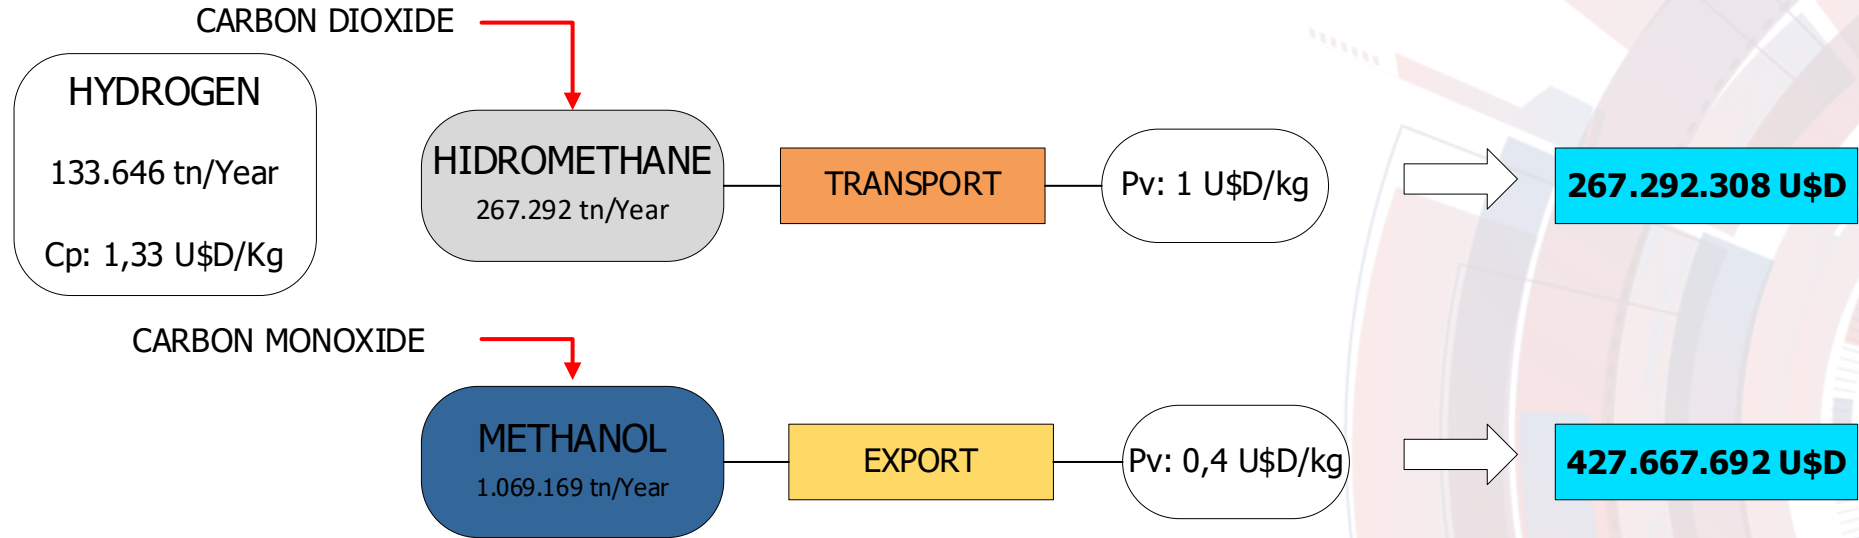 CARBON DIOXIDE
HYDROGEN
133.646 tn/Year
Cp: 1,33 U$D/Kg
HIDROMETHANE
267.292 tn/Year
TRANSPORT
Pv: 1 U$D/kg
267.292.308 U$D
CARBON MONOXIDE
METHANOL
1.069.169 tn/Year
EXPORT
Pv: 0,4 U$D/kg
427.667.692 U$D